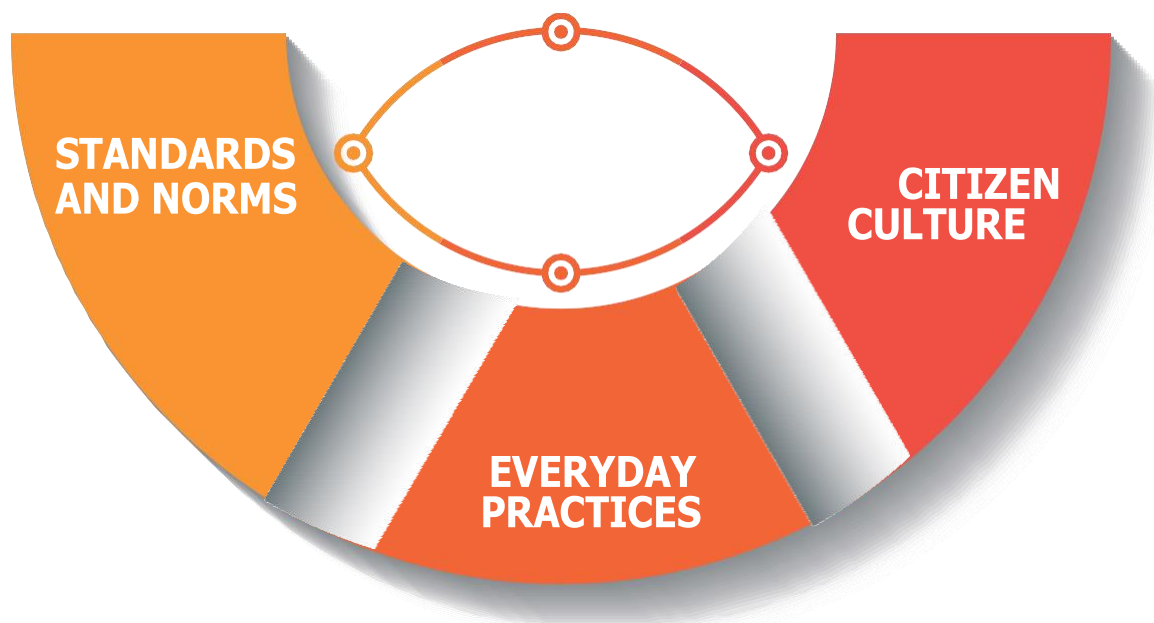 STANDARDS
AND NORMS
EVERYDAY
PRACTICES
CITIZEN
CULTURE